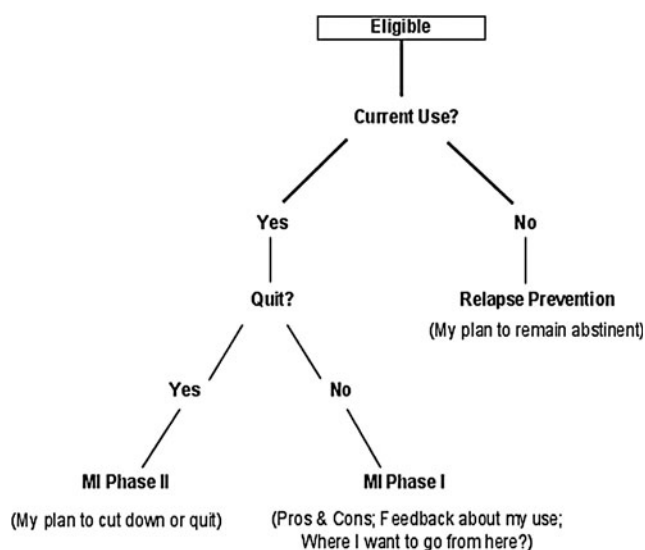 Eligible
Current Use?
Yes
No
Quit?
Relapse Prevention
(My plan to remain abstinent)
Yes
No
MI Phase II
MI Phase I
(My plan to cut down or quit)
(Pros & Cons; Feedback about my use;
Where I want to go from here?)